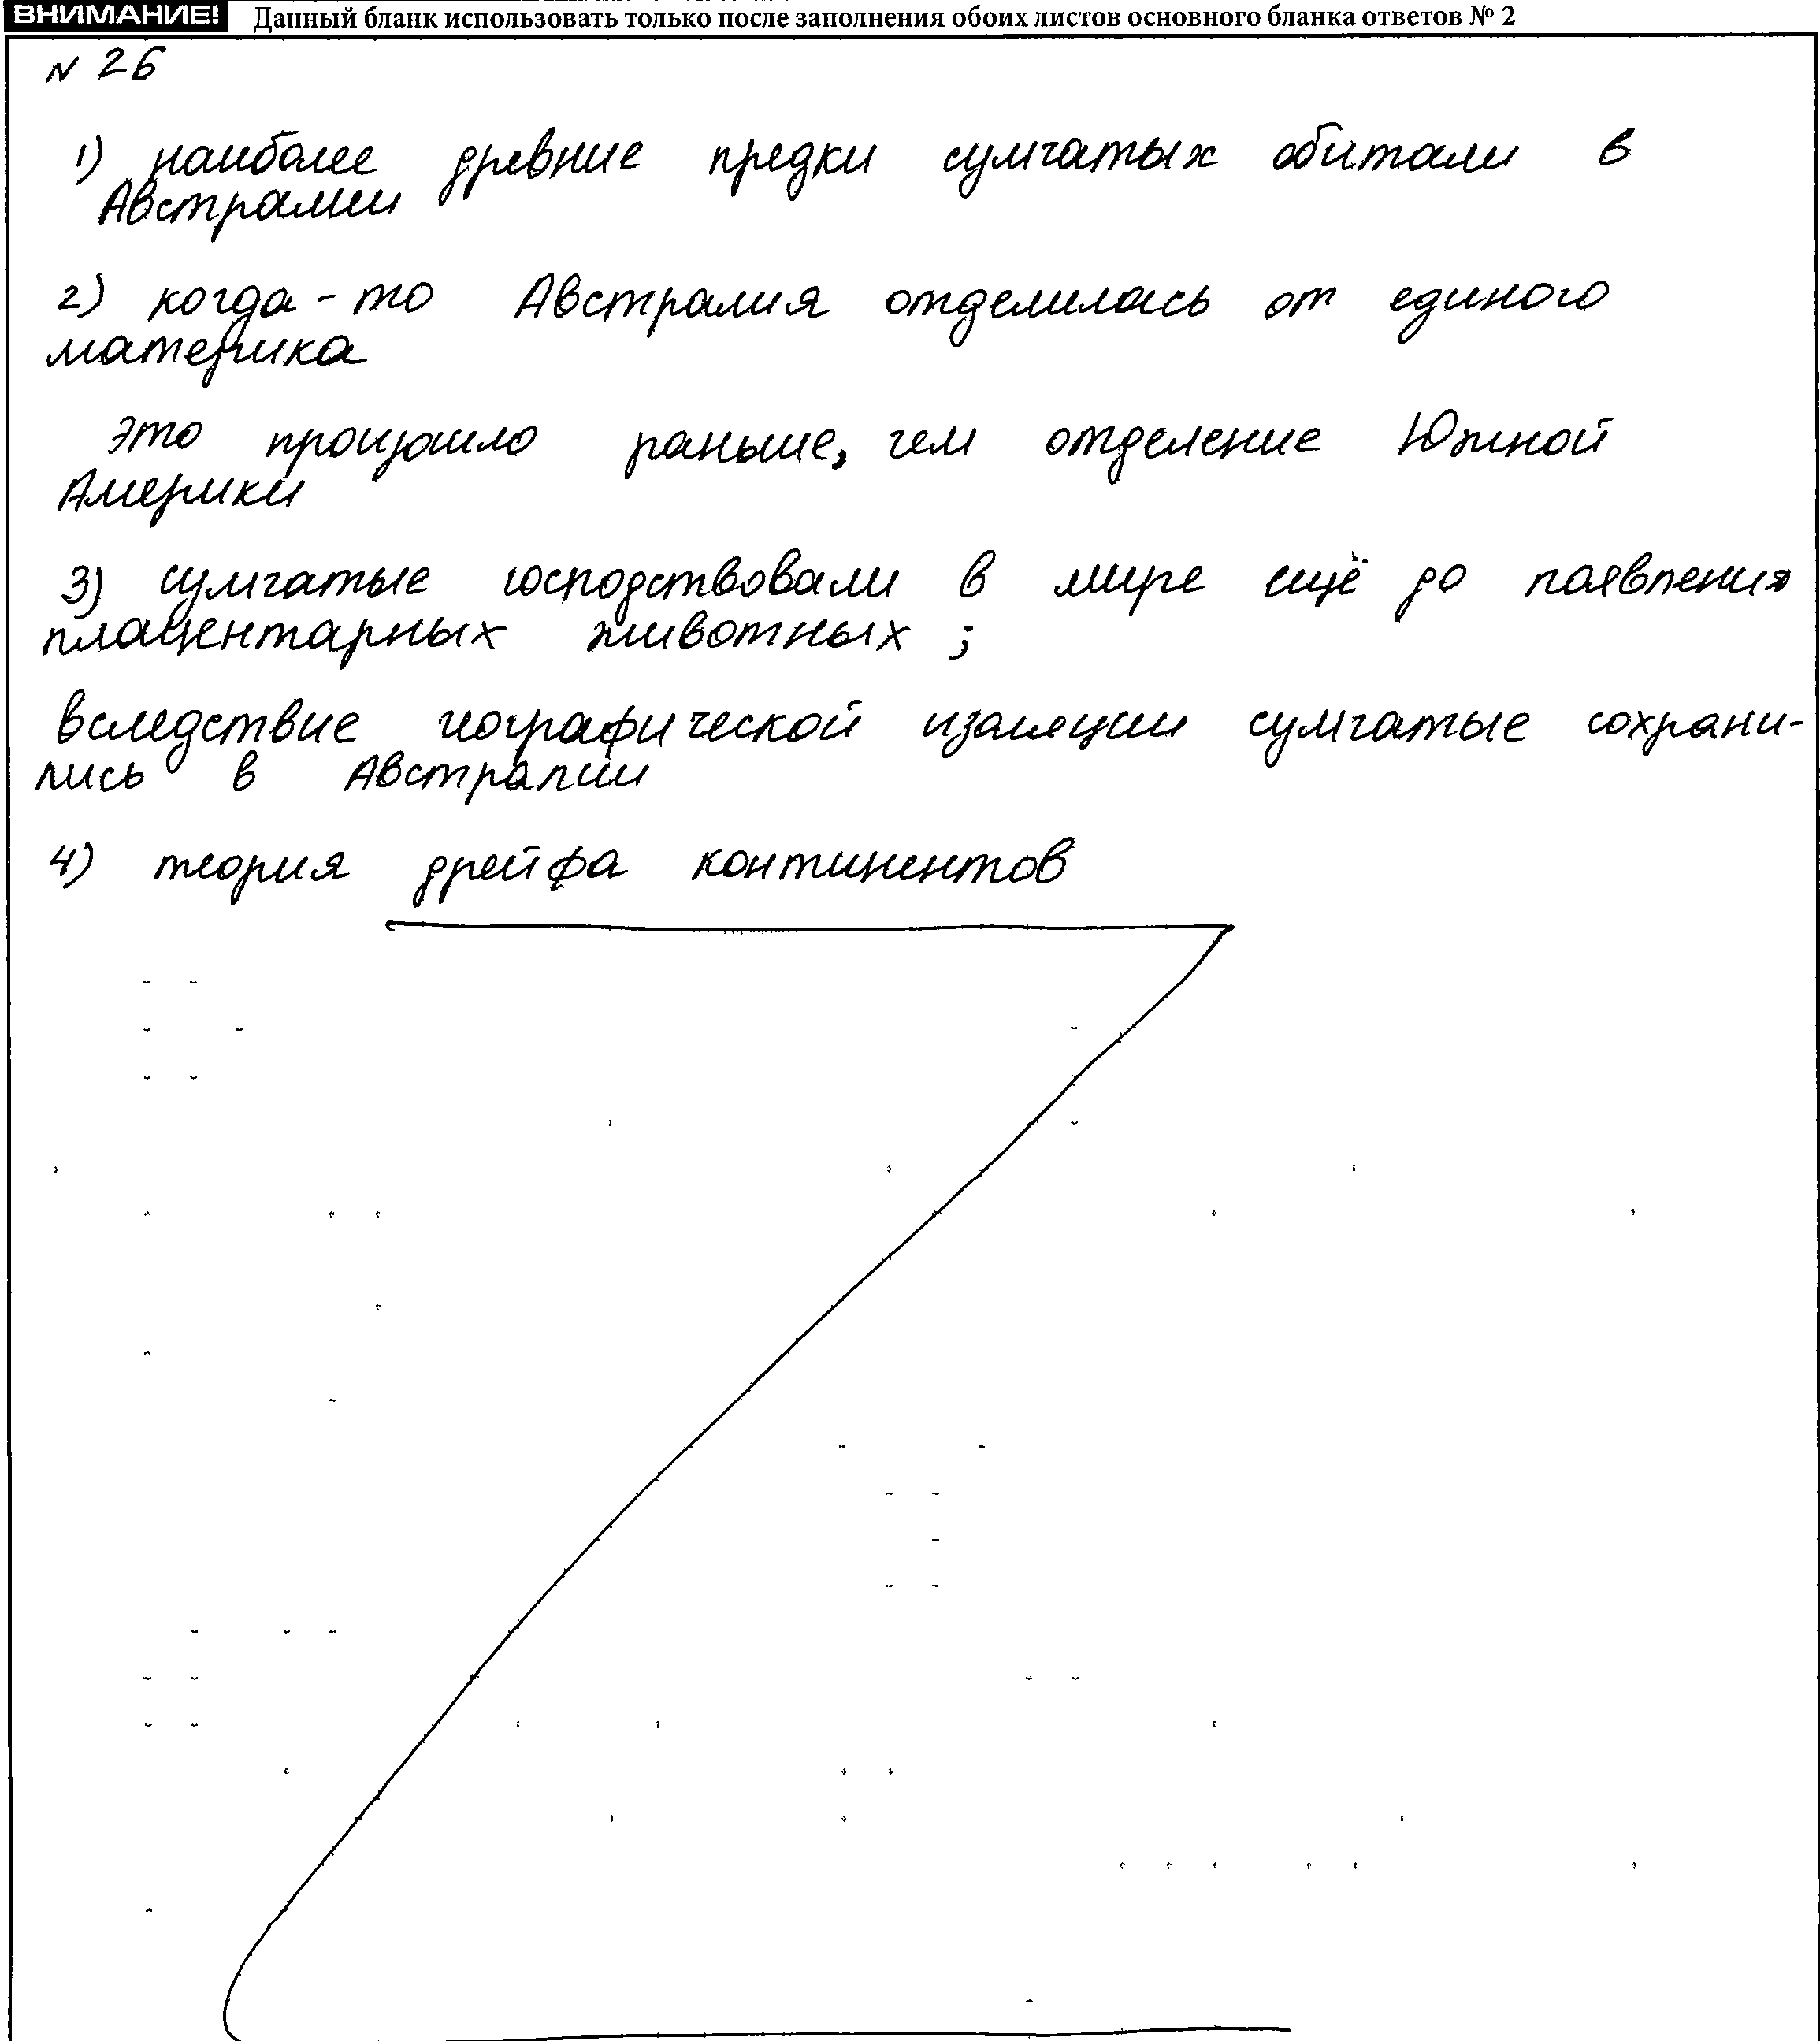 ВНИМАНИЕ! Данный бланк использовать только после заполнения обоих листов основного бланка ответов № 2
N 26
1) наиболее древние предки сумчатых обитали в
Австралии
2) когда-то Австралия отделилась от единого
материка
это произошло раньше, чем отделение Южной
Америки
3) сумчатые господствовали в мире ещё до появления
плацентарных животных ;
вследствие географической изоляции сумчатые сохрани-
лись в Австралии
4) теория дрейфа континентов